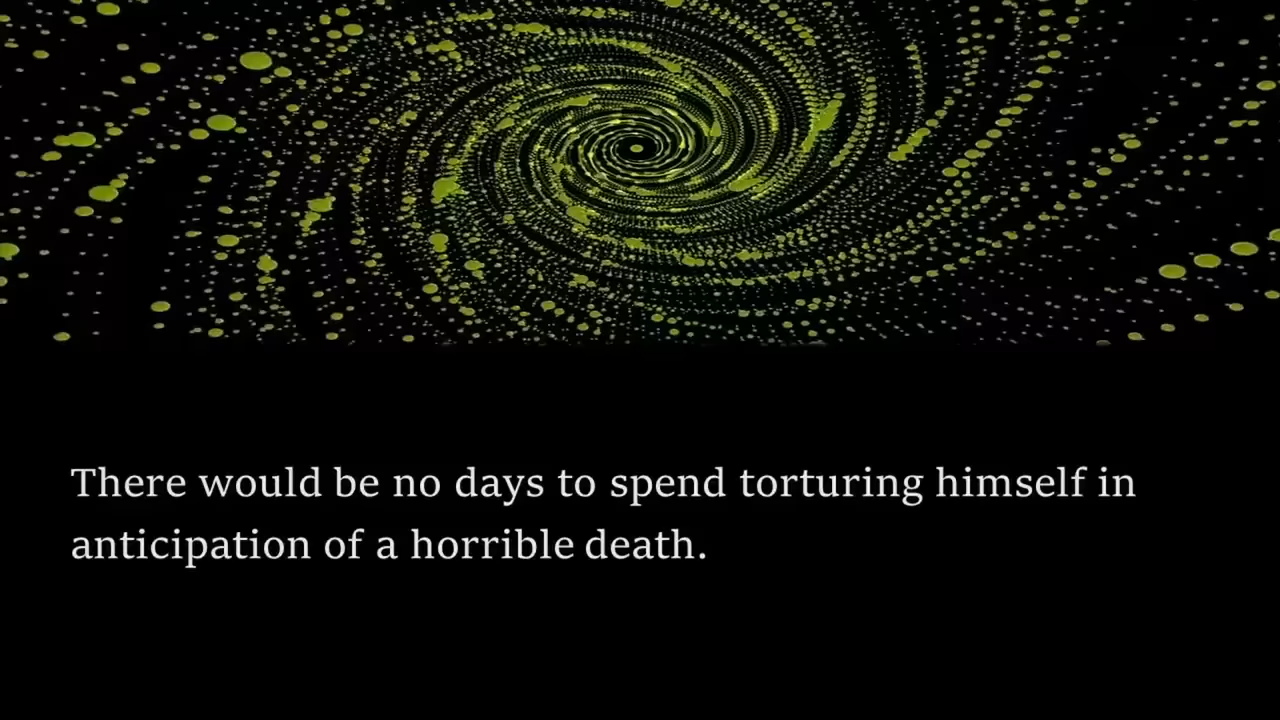 There would be no days to spend torturing himself in
anticipation of a horrible death.